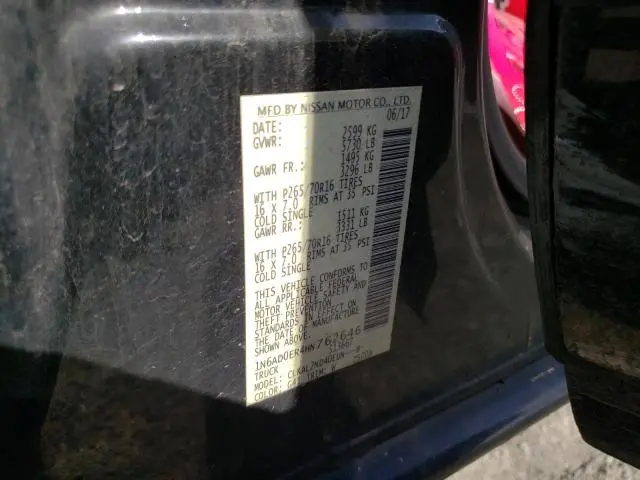 MFD BY NISSAN MOTOR CO., LTD.
DATE: 06/17
GVWR: 2599 KG
5730 LB
GAWR FR.: 1495 KG
3296 LB
WITH P265/70R16 TIRES
16 X 7.0 RIMS AT 35 PSI
COLD SINGLE
GAWR RR.: 1511 KG
3331 LB
WITH P265/70R16 TIRES
16 X 7.0 RIMS AT 35 PSI
COLD SINGLE
THIS VEHICLE CONFORMS TO
ALL APPLICABLE FEDERAL
MOTOR VEHICLE SAFETY AND
THEFT PREVENTION
STANDARDS IN EFFECT ON
THE DATE OF MANUFACTURE
SHOWN ABOVE.
TRUCK
MODEL:
COLOR: TRIM: